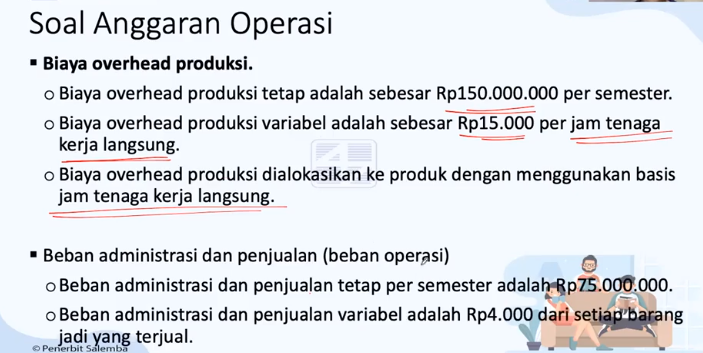 Soal Anggaran Operasi
▪ Biaya overhead produksi.
o Biaya overhead produksi tetap adalah sebesar Rp150.000.000 per semester.
o Biaya overhead produksi variabel adalah sebesar Rp15.000 per jam tenaga
kerja langsung.
o Biaya overhead produksi dialokasikan ke produk dengan menggunakan basis
jam tenaga kerja langsung.
▪ Beban administrasi dan penjualan (beban operasi)
o Beban administrasi dan penjualan tetap per semester adalah Rp75.000.000.
o Beban administrasi dan penjualan variabel adalah Rp4.000 dari setiap barang
jadi yang terjual.
© Penerbit Salemba